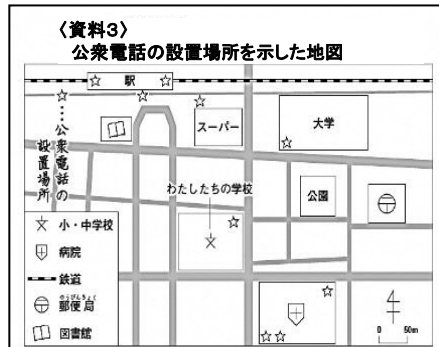 〈資料3〉
公衆電話の設置場所を示した地図
駅
スーパー
大学
☆…公衆電話の
設置場所
わたしたちの学校
公園
小・中学校
病院
鉄道
ゆうびんきょく
郵便局
図書館
0 50m